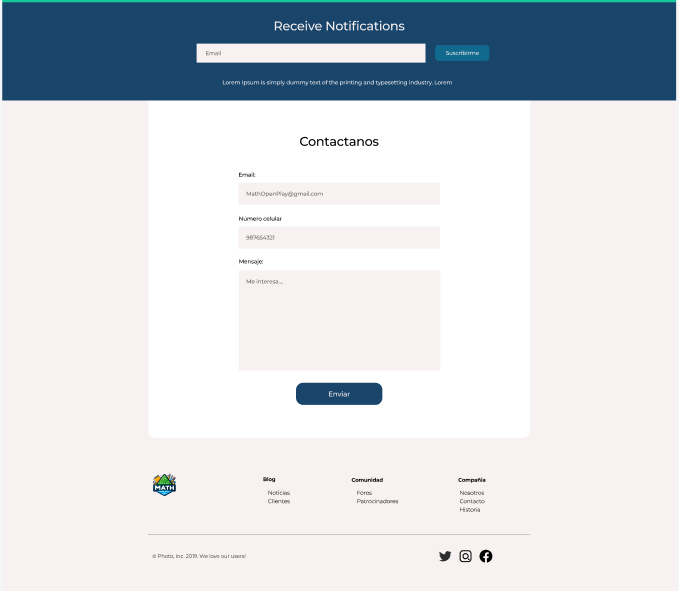 Receive Notifications
Email
Suscribirme
Lorem Ipsum is simply dummy text of the printing and typesetting industry. Lorem
Contactanos
Email:
MathOpenPlay@gmail.com
Número celular
987654321
Mensaje:
Me interesa...
Enviar
MATH
Blog
Noticias
Clientes
Comunidad
Foros
Patrocinadores
Compañia
Nosotros
Contacto
Historia
© Photo, Inc. 2019. We love our users!